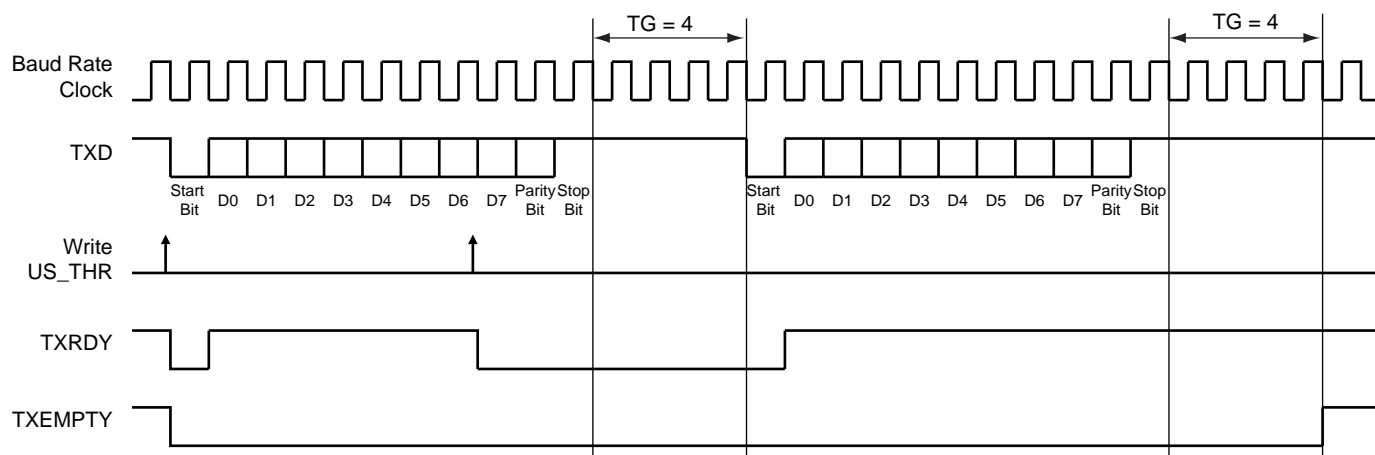 TG = 4
TG = 4
Baud Rate
Clock
TXD
Start
Bit
D0
D1
D2
D3
D4
D5
D6
D7
Parity
Bit
Stop
Bit
Start
Bit
D0
D1
D2
D3
D4
D5
D6
D7
Parity
Bit
Stop
Bit
Write
US_THR
TXRDY
TXEMPTY